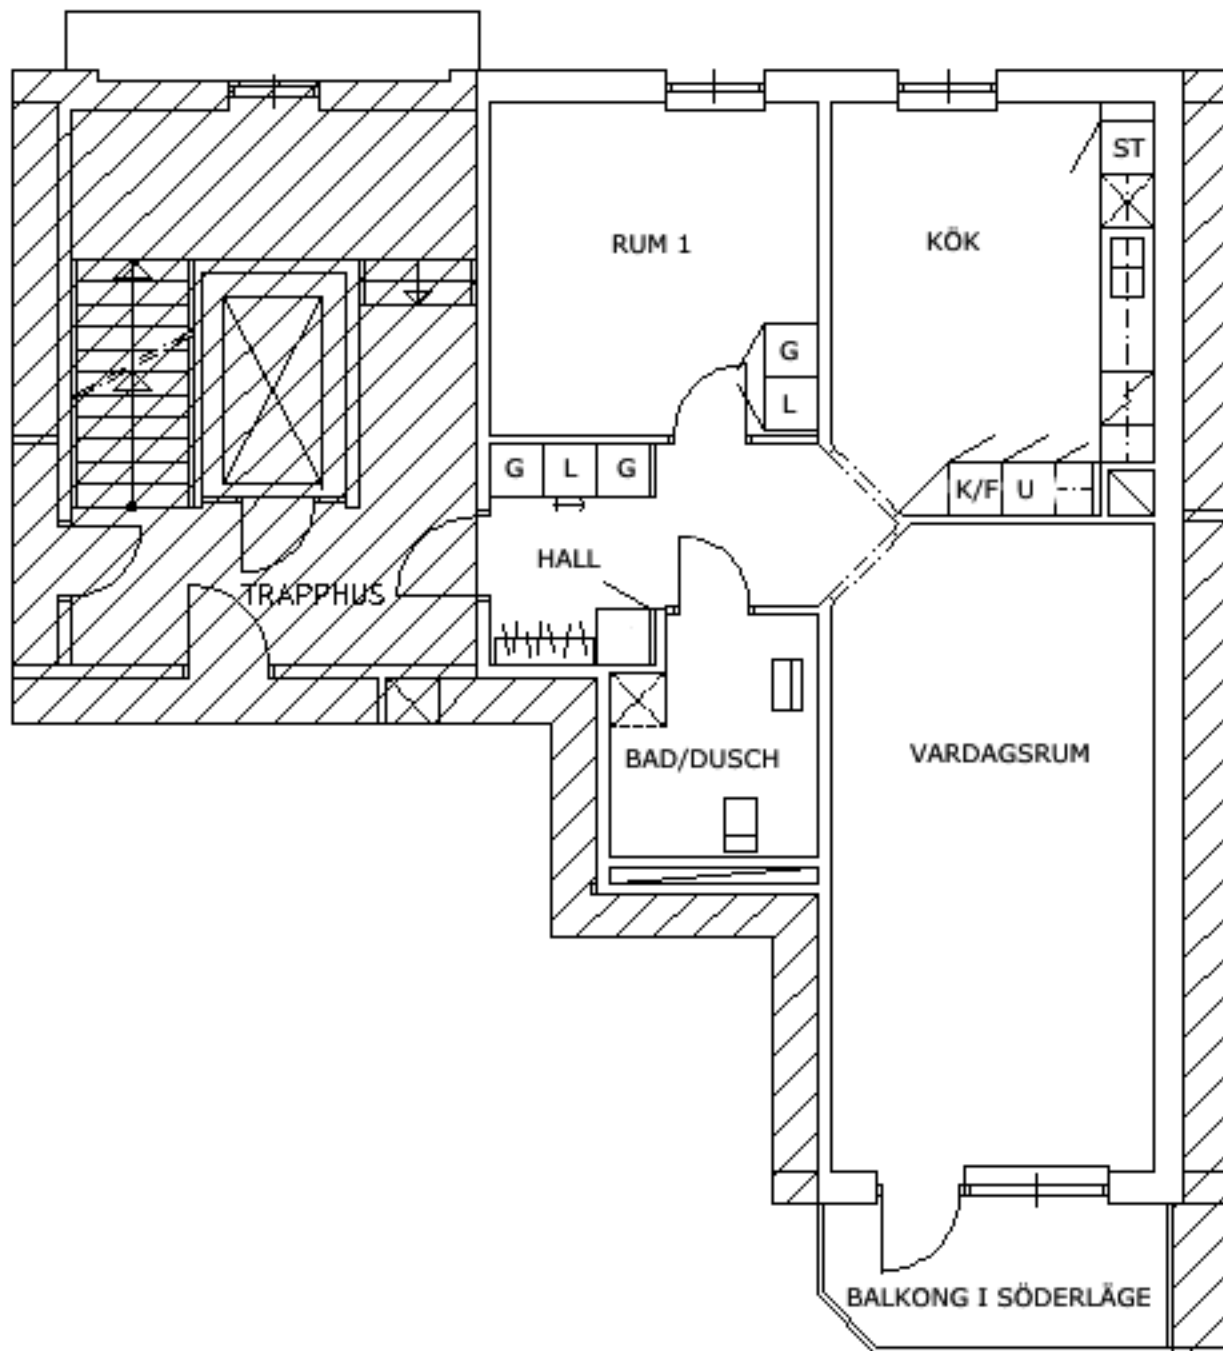 ST
RUM 1
KÖK
G
L
G L G
K/F U
HALL
TRAPPHUS
BAD/DUSCH
VARDAGSRUM
BALKONG I SÖDERLÄGE